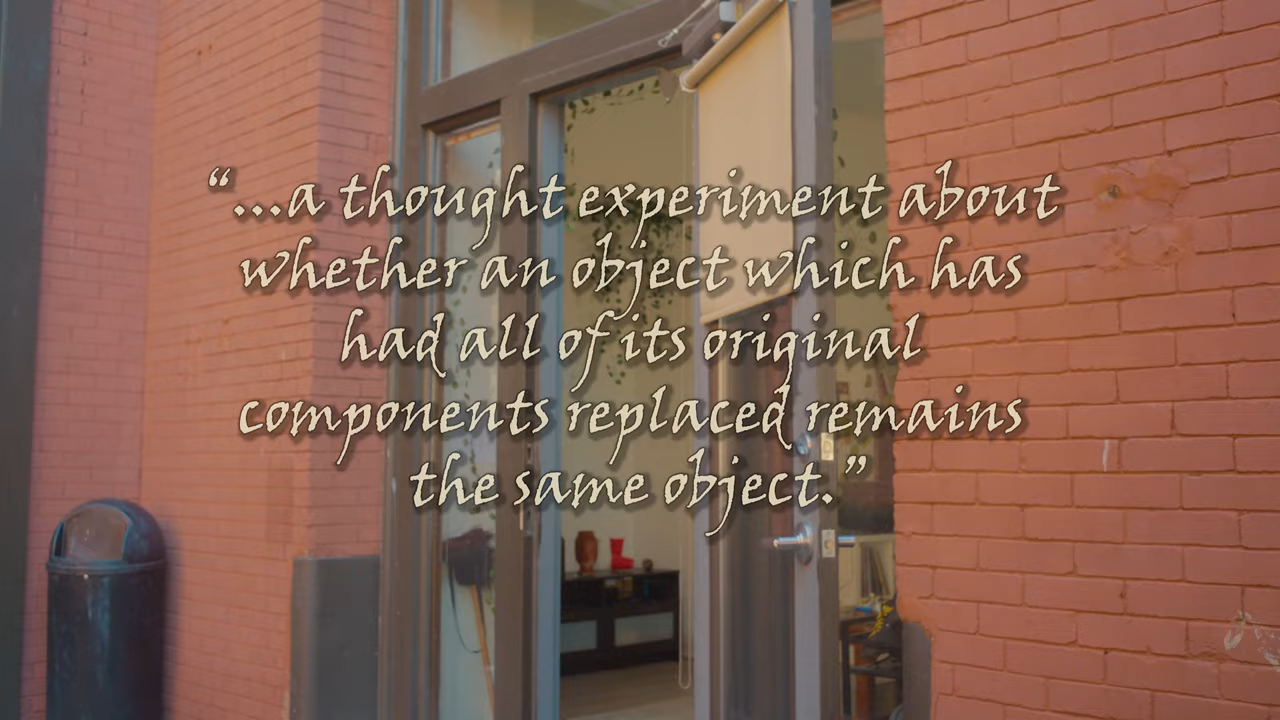 “...a thought experiment about
whether an object which has
had all of its original
components replaced remains
the same object.”